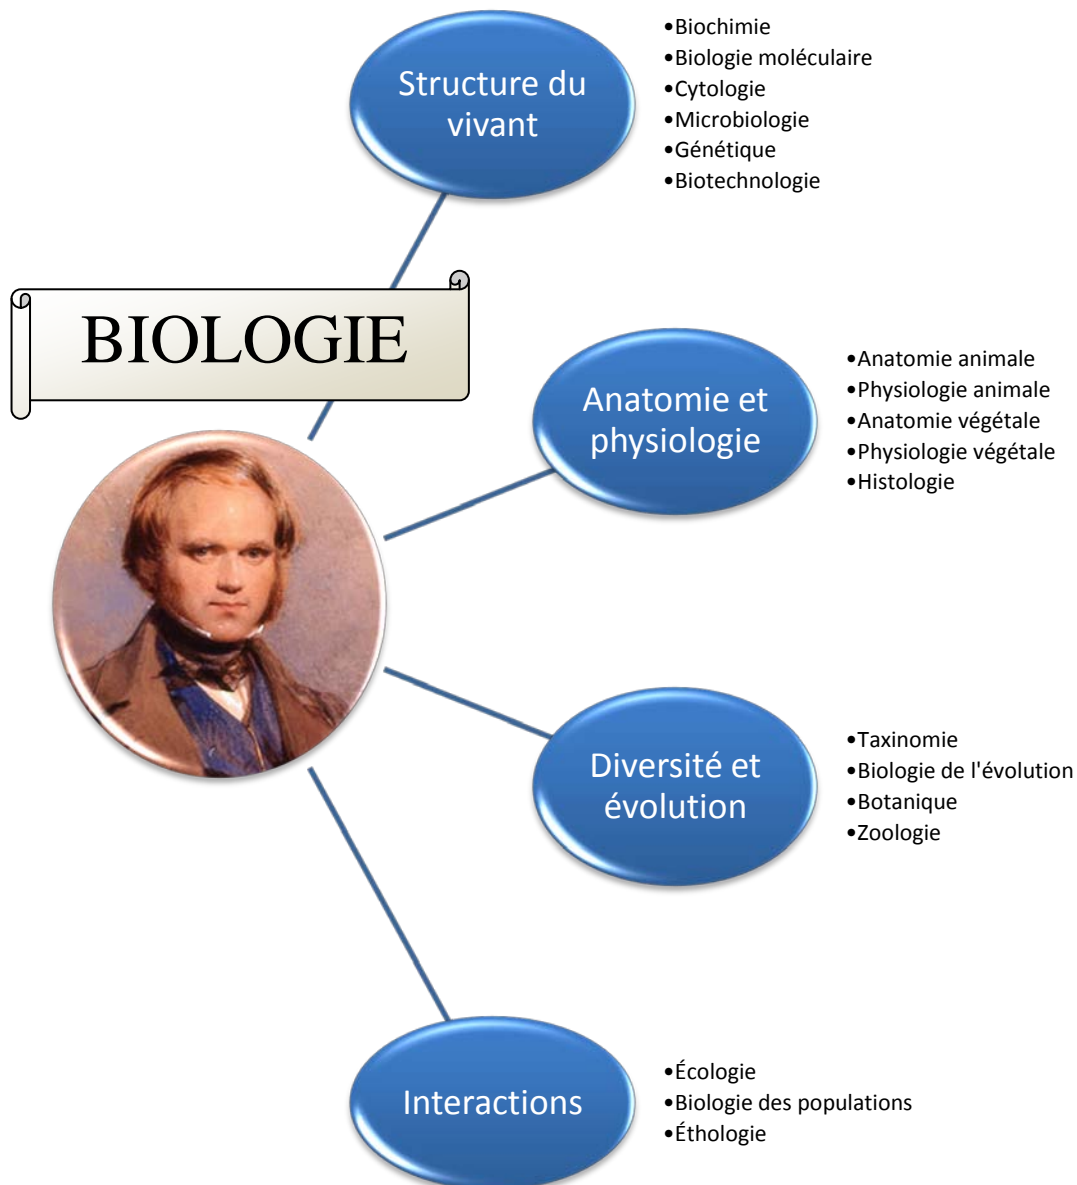 Structure du
vivant
•Biochimie
•Biologie moléculaire
•Cytologie
•Microbiologie
•Génétique
•Biotechnologie
BIOLOGIE
Anatomie et
physiologie
•Anatomie animale
•Physiologie animale
•Anatomie végétale
•Physiologie végétale
•Histologie
Diversité et
évolution
•Taxinomie
•Biologie de l'évolution
•Botanique
•Zoologie
Interactions
•Écologie
•Biologie des populations
•Éthologie